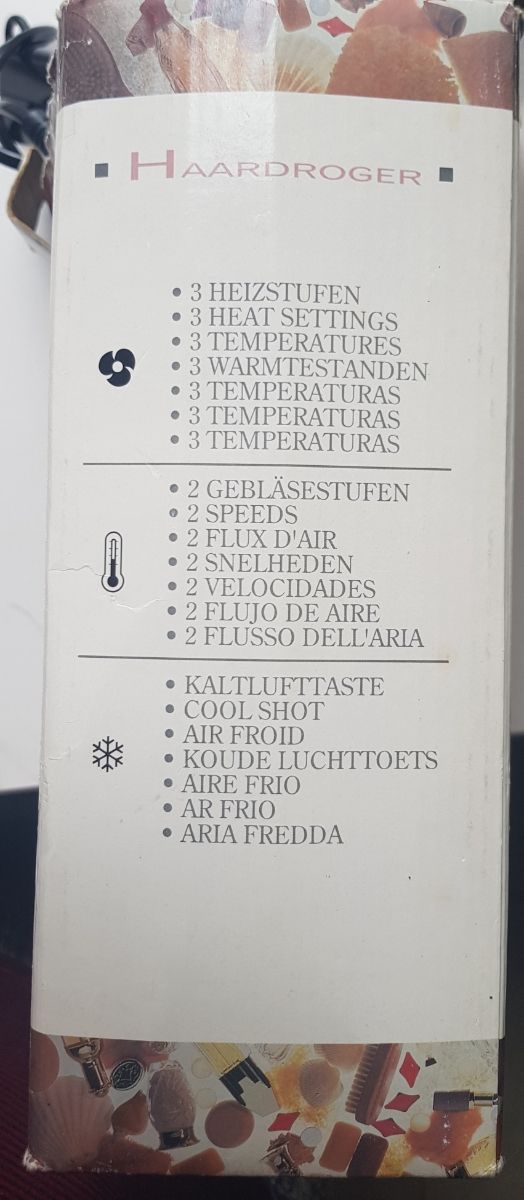 HAARDROGER
• 3 HEIZSTUFEN
• 3 HEAT SETTINGS
• 3 TEMPERATURES
• 3 WARMTESTANDEN
• 3 TEMPERATURAS
• 3 TEMPERATURAS
• 3 TEMPERATURAS
• 2 GEBLÄSESTUFEN
• 2 SPEEDS
• 2 FLUX D'AIR
• 2 SNELHEDEN
• 2 VELOCIDADES
• 2 FLUJO DE AIRE
• 2 FLUSSO DELL'ARIA
• KALTLUFTTASTE
• COOL SHOT
• AIR FROID
• KOUDE LUCHTTOETS
• AIRE FRIO
• AR FRIO
• ARIA FREDDA